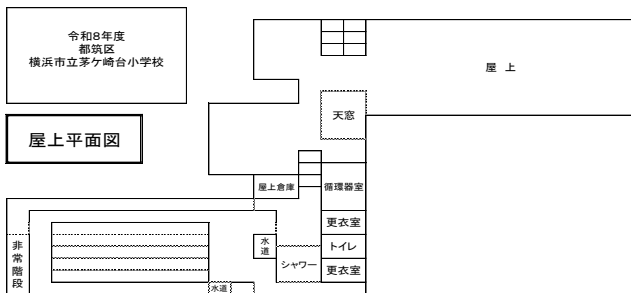 令和8年度
都筑区
横浜市立茅ケ崎台小学校
屋上平面図
屋 上
天窓
屋上倉庫
循環器室
更衣室
水道
トイレ
シャワー
更衣室
非常階段
水道